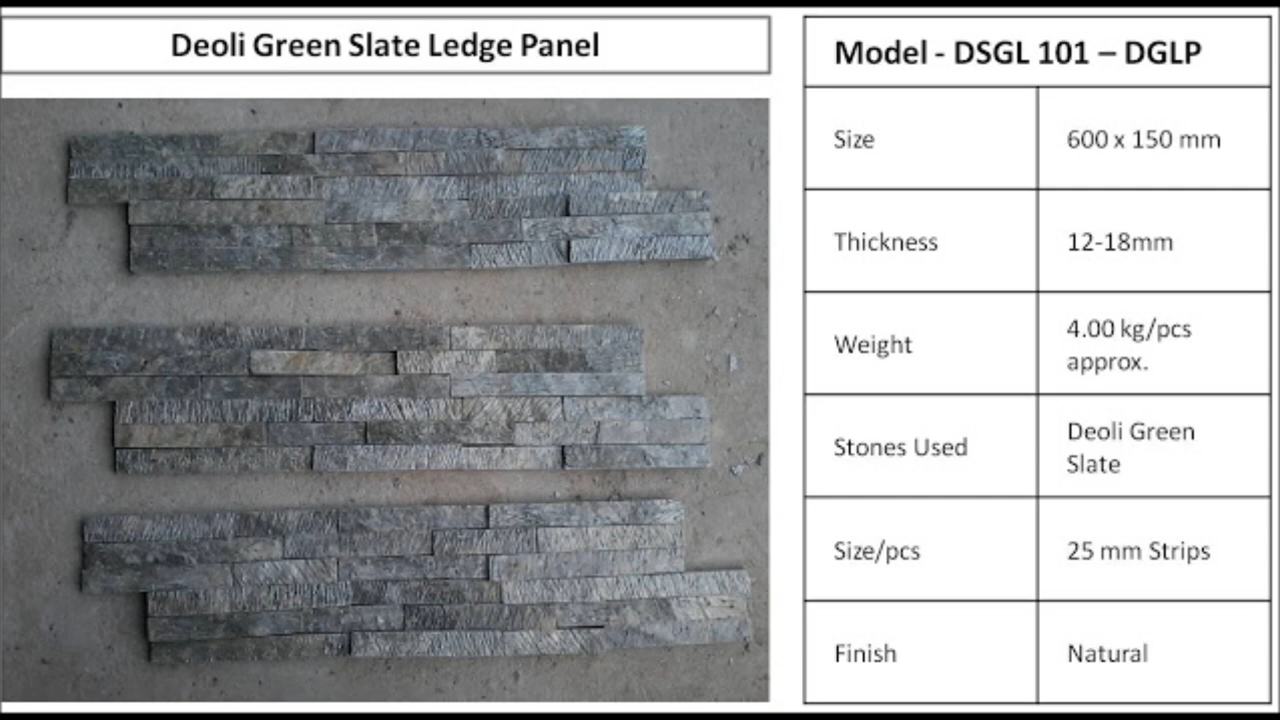 Deoli Green Slate Ledge Panel
Model - DSGL 101 – DGLP
Size
600 x 150 mm
Thickness
12-18mm
Weight
4.00 kg/pcs
approx.
Stones Used
Deoli Green
Slate
Size/pcs
25 mm Strips
Finish
Natural